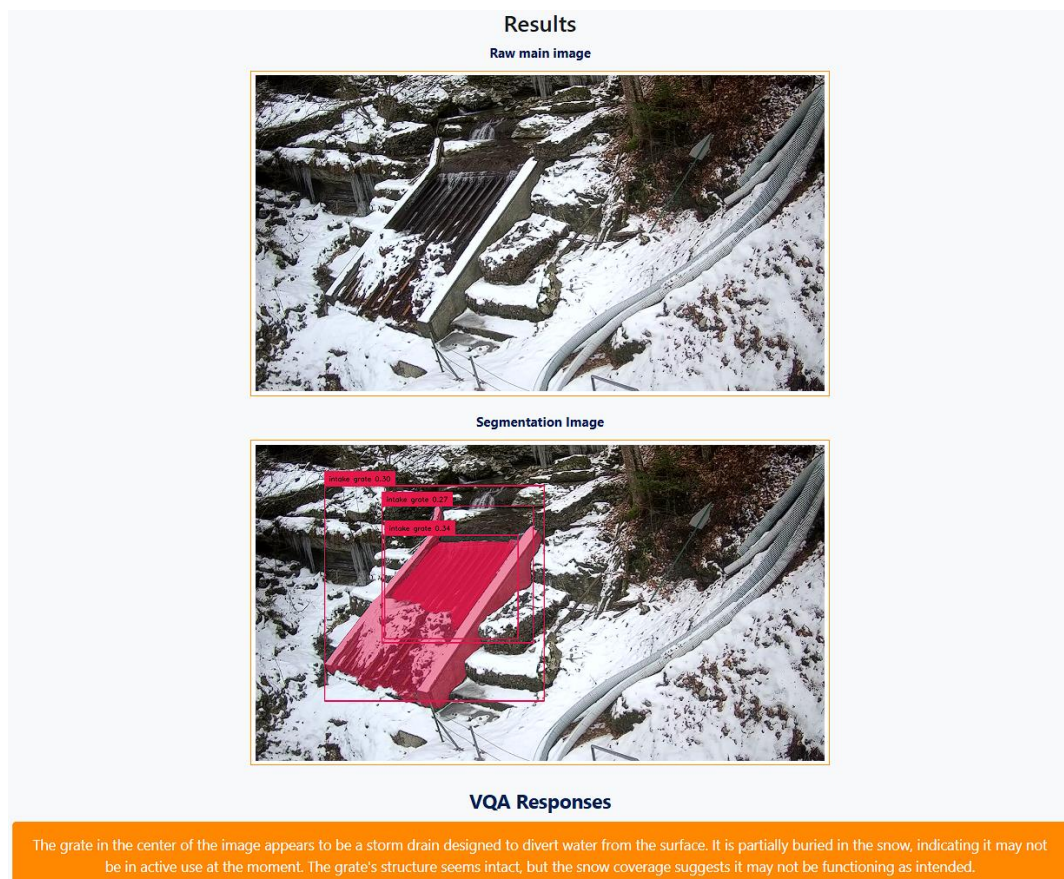 Results
Raw main image
Segmentation Image
intake grate 0.30
intake grate 0.27
intake grate 0.34
VQA Responses
The grate in the center of the image appears to be a storm drain designed to divert water from the surface. It is partially buried in the snow, indicating it may not
be in active use at the moment. The grate's structure seems intact, but the snow coverage suggests it may not be functioning as intended.